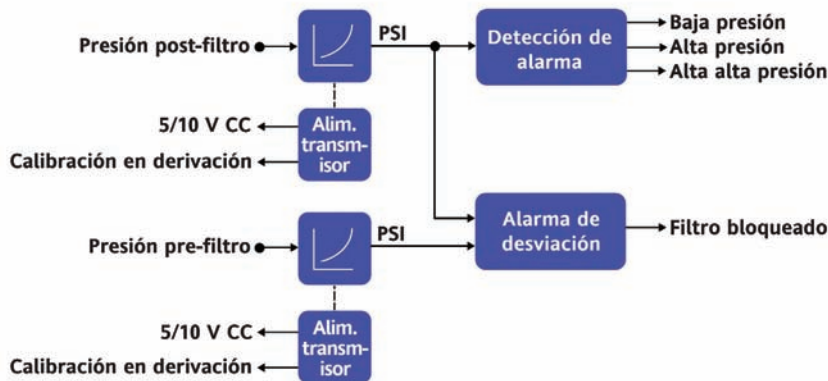 Presión post-filtro
PSI
Detección de
alarma
Baja presión
Alta presión
Alta alta presión
5/10 V CC
Calibración en derivación
Alim.
transm-
isor
Presión pre-filtro
PSI
Alarma de
desviación
Filtro bloqueado
5/10 V CC
Calibración en derivación
Alim.
transm-
isor